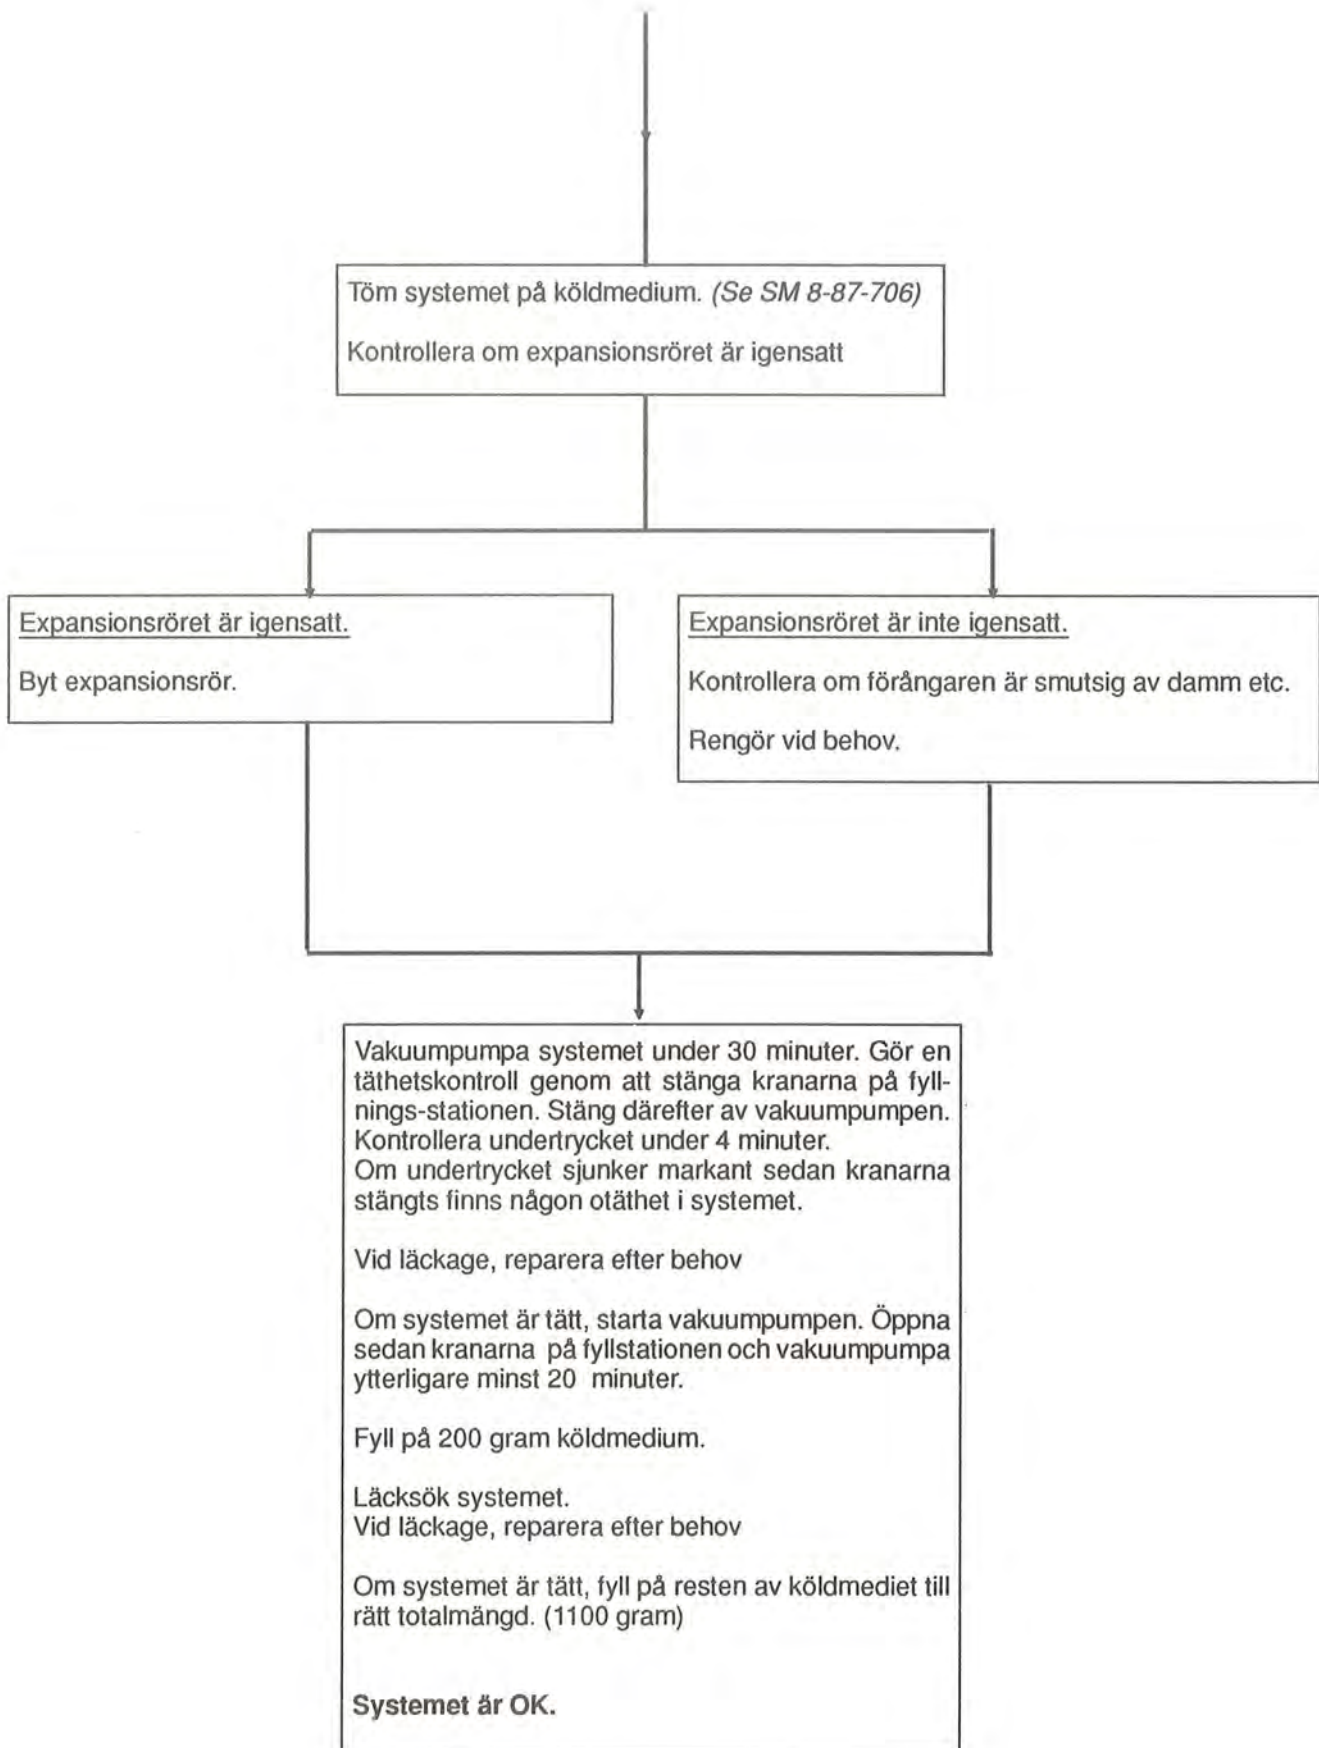 Töm systemet på köldmedium. (Se SM 8-87-706)
Kontrollera om expansionsröret är igensatt
Expansionsröret är igensatt.
Byt expansionsrör.
Expansionsröret är inte igensatt.
Kontrollera om förångaren är smutsig av damm etc.
Rengör vid behov.
Vakuumpumpa systemet under 30 minuter. Gör en
täthetskontroll genom att stänga kranarna på fyll-
nings-stationen. Stäng därefter av vakuumpumpen.
Kontrollera undertrycket under 4 minuter.
Om undertrycket sjunker markant sedan kranarna
stängts finns någon otäthet i systemet.
Vid läckage, reparera efter behov
Om systemet är tätt, starta vakuumpumpen. Öppna
sedan kranarna på fyllstationen och vakuumpumpa
ytterligare minst 20 minuter.
Fyll på 200 gram köldmedium.
Läcksök systemet.
Vid läckage, reparera efter behov
Om systemet är tätt, fyll på resten av köldmediet till
rätt totalmängd. (1100 gram)
Systemet är OK.